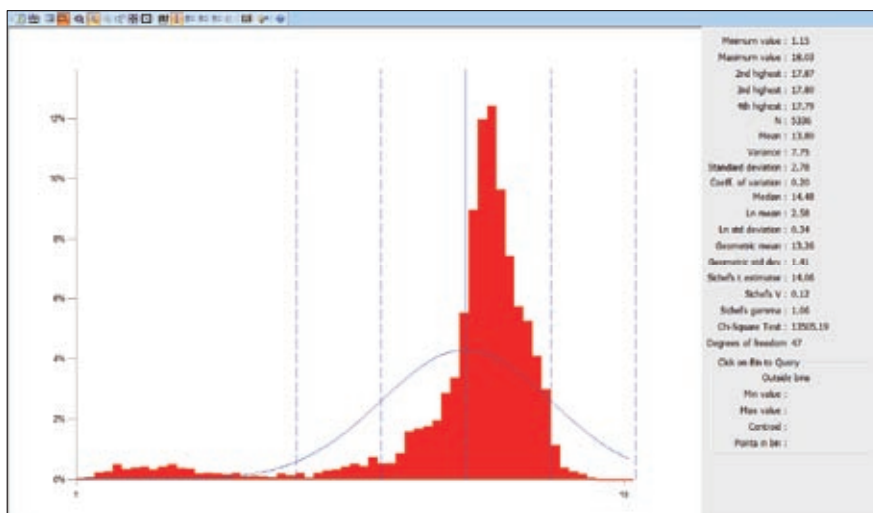 Minimum value : 1.15
Maximum value : 18.03
2nd highest : 17.87
3rd highest : 17.80
4th highest : 17.79
N : 5336
Mean : 13.80
Variance : 7.75
Standard deviation : 2.78
Coeff. of variation : 0.20
Median : 14.48
Ln mean : 2.58
Ln std deviation : 0.34
Geometric mean : 13.26
Geometric std dev : 1.41
Sichel's t estimator : 14.06
Sichel's V : 0.12
Sichel's gamma : 1.06
Chi-Square Test : 13505.19
Degrees of freedom 47
Click on Bin to Query
Outside bins
Min value :
Max value :
Centroid :
Points in bin :
12%
10%
8%
6%
4%
2%
0%